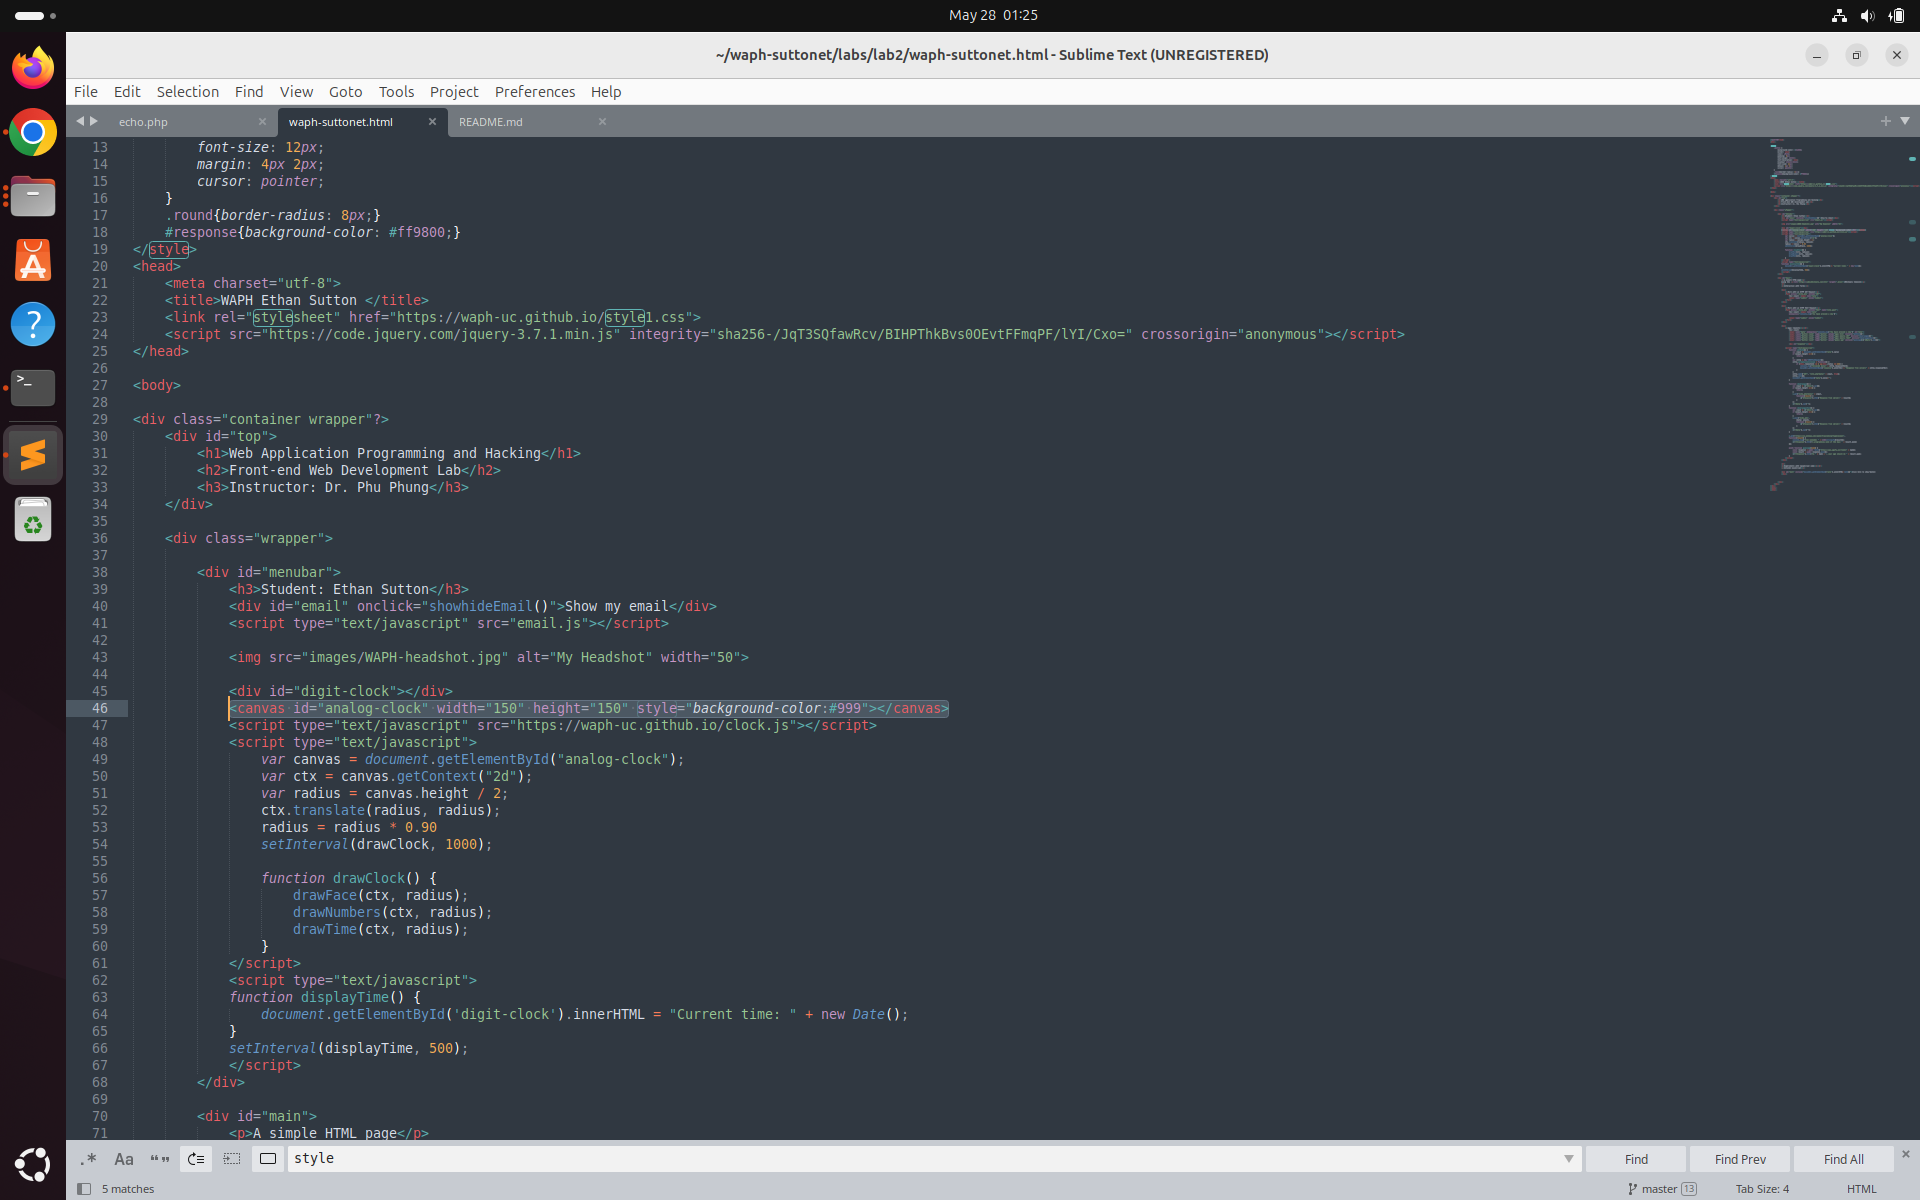 May 28 01:25
~/waph-suttonet/labs/lab2/waph-suttonet.html - Sublime Text (UNREGISTERED)
File Edit Selection Find View Goto Tools Project Preferences Help
echo.php waph-suttonet.html README.md
13 font-size: 12px;
14 margin: 4px 2px;
15 cursor: pointer;
16 }
17 .round{border-radius: 8px;}
18 #response{background-color: #ff9800;}
19 </style>
20 <head>
21 <meta charset="utf-8">
22 <title>WAPH Ethan Sutton </title>
23 <link rel="stylesheet" href="https://waph-uc.github.io/style1.css">
24 <script src="https://code.jquery.com/jquery-3.7.1.min.js" integrity="sha256-/JqT3SQfawRcv/BIHPThkBvs0OEvtFFmqPF/lYI/Cxo=" crossorigin="anonymous"></script>
25 </head>
26
27 <body>
28
29 <div class="container wrapper"?>
30 <div id="top">
31 <h1>Web Application Programming and Hacking</h1>
32 <h2>Front-end Web Development Lab</h2>
33 <h3>Instructor: Dr. Phu Phung</h3>
34 </div>
35
36 <div class="wrapper">
37
38 <div id="menubar">
39 <h3>Student: Ethan Sutton</h3>
40 <div id="email" onclick="showhideEmail()">Show my email</div>
41 <script type="text/javascript" src="email.js"></script>
42
43 <img src="images/WAPH-headshot.jpg" alt="My Headshot" width="50">
44
45 <div id="digit-clock"></div>
46 <canvas id="analog-clock" width="150" height="150" style="background-color:#999"></canvas>
47 <script type="text/javascript" src="https://waph-uc.github.io/clock.js"></script>
48 <script type="text/javascript">
49 var canvas = document.getElementById("analog-clock");
50 var ctx = canvas.getContext("2d");
51 var radius = canvas.height / 2;
52 ctx.translate(radius, radius);
53 radius = radius * 0.90
54 setInterval(drawClock, 1000);
55
56 function drawClock() {
57 drawFace(ctx, radius);
58 drawNumbers(ctx, radius);
59 drawTime(ctx, radius);
60 }
61 </script>
62 <script type="text/javascript">
63 function displayTime() {
64 document.getElementById('digit-clock').innerHTML = "Current time: " + new Date();
65 }
66 setInterval(displayTime, 500);
67 </script>
68 </div>
69
70 <div id="main">
71 <p>A simple HTML page</p>
.* Aa “” style Find Find Prev Find All
5 matches master 13 Tab Size: 4 HTML